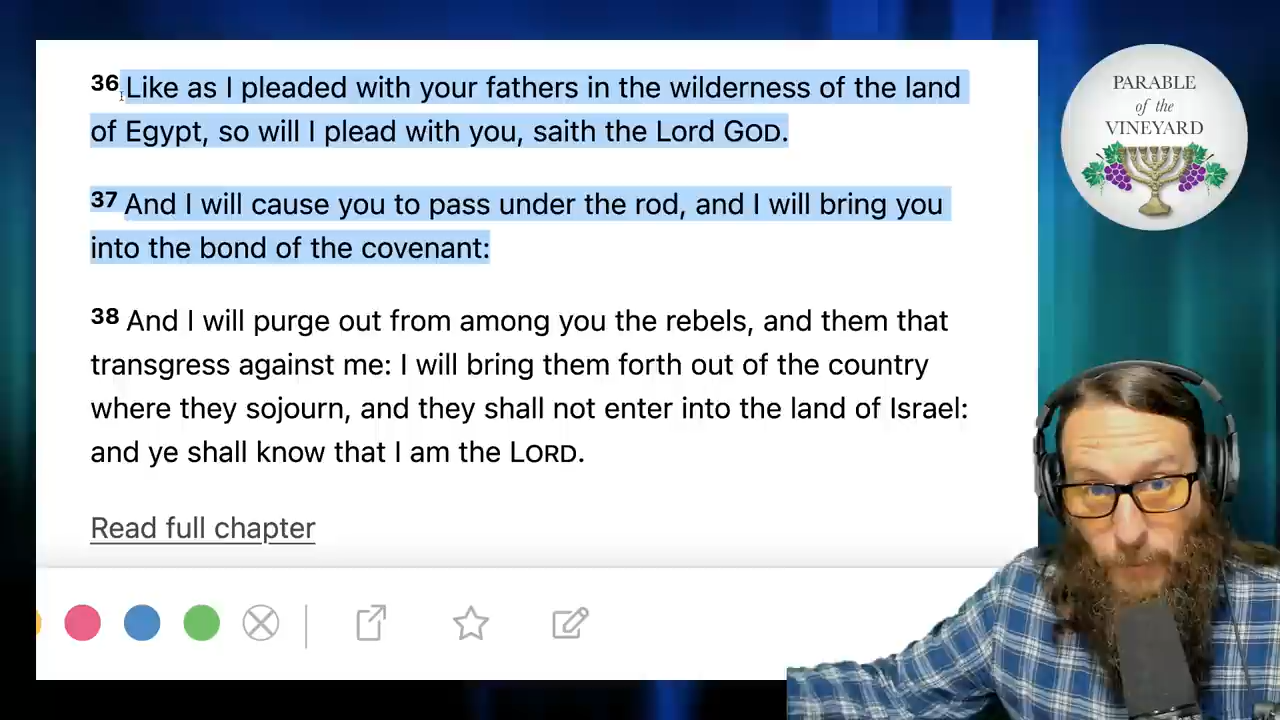 36 Like as I pleaded with your fathers in the wilderness of the land
of Egypt, so will I plead with you, saith the Lord GOD.
37 And I will cause you to pass under the rod, and I will bring you
into the bond of the covenant:
38 And I will purge out from among you the rebels, and them that
transgress against me: I will bring them forth out of the country
where they sojourn, and they shall not enter into the land of Israel:
and ye shall know that I am the LORD.
Read full chapter
PARABLE
of the
VINEYARD